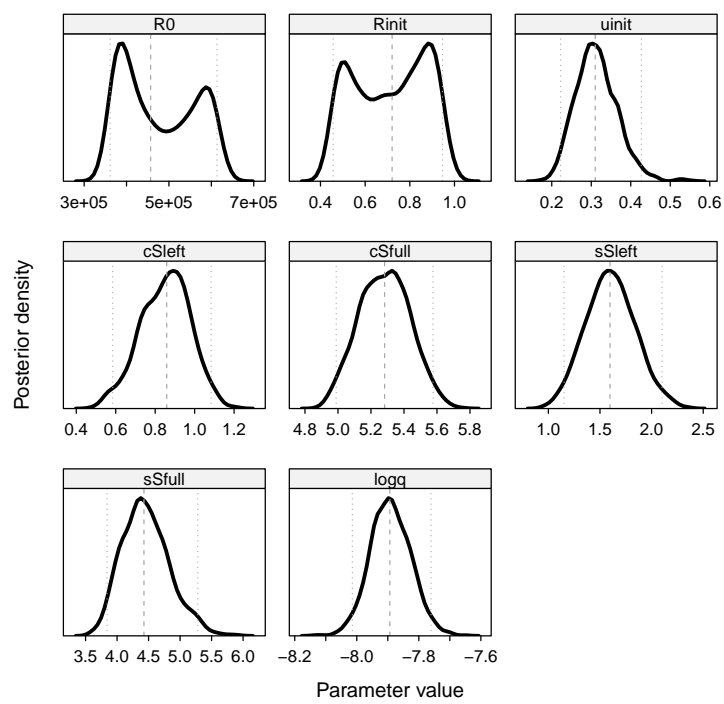 R0 Rinit uinit
3e+05 5e+05 7e+05 0.4 0.6 0.8 1.0 0.2 0.3 0.4 0.5 0.6
cSleft cSfull sSleft
0.4 0.6 0.8 1.0 1.2 4.8 5.0 5.2 5.4 5.6 5.8 1.0 1.5 2.0 2.5
sSfull logq
3.5 4.0 4.5 5.0 5.5 6.0 −8.2 −8.0 −7.8 −7.6
Posterior density
Parameter value